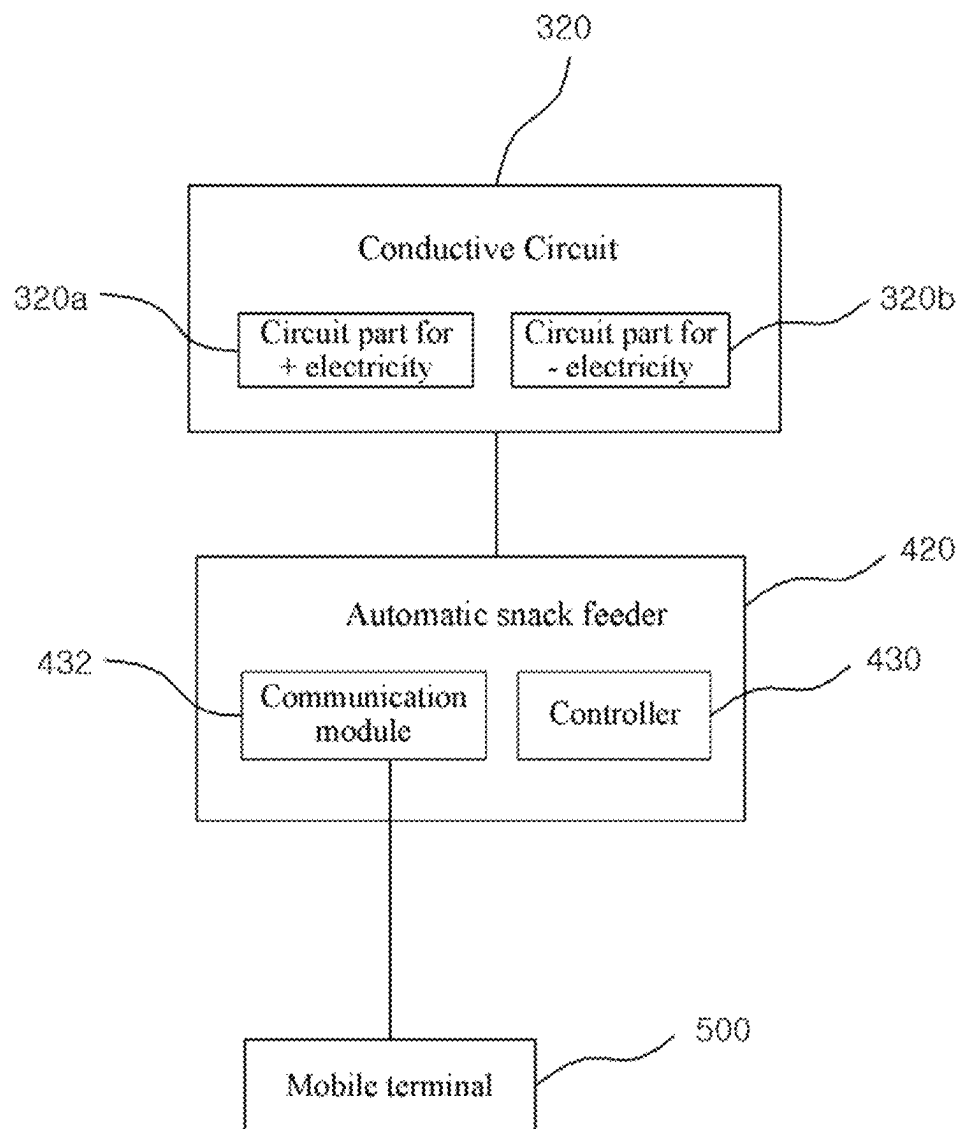 320
Conductive Circuit
320a
320b
Circuit part for
+ electricity
Circuit part for
- electricity
420
Automatic snack feeder
432
430
Communication
module
Controller
500
Mobile terminal